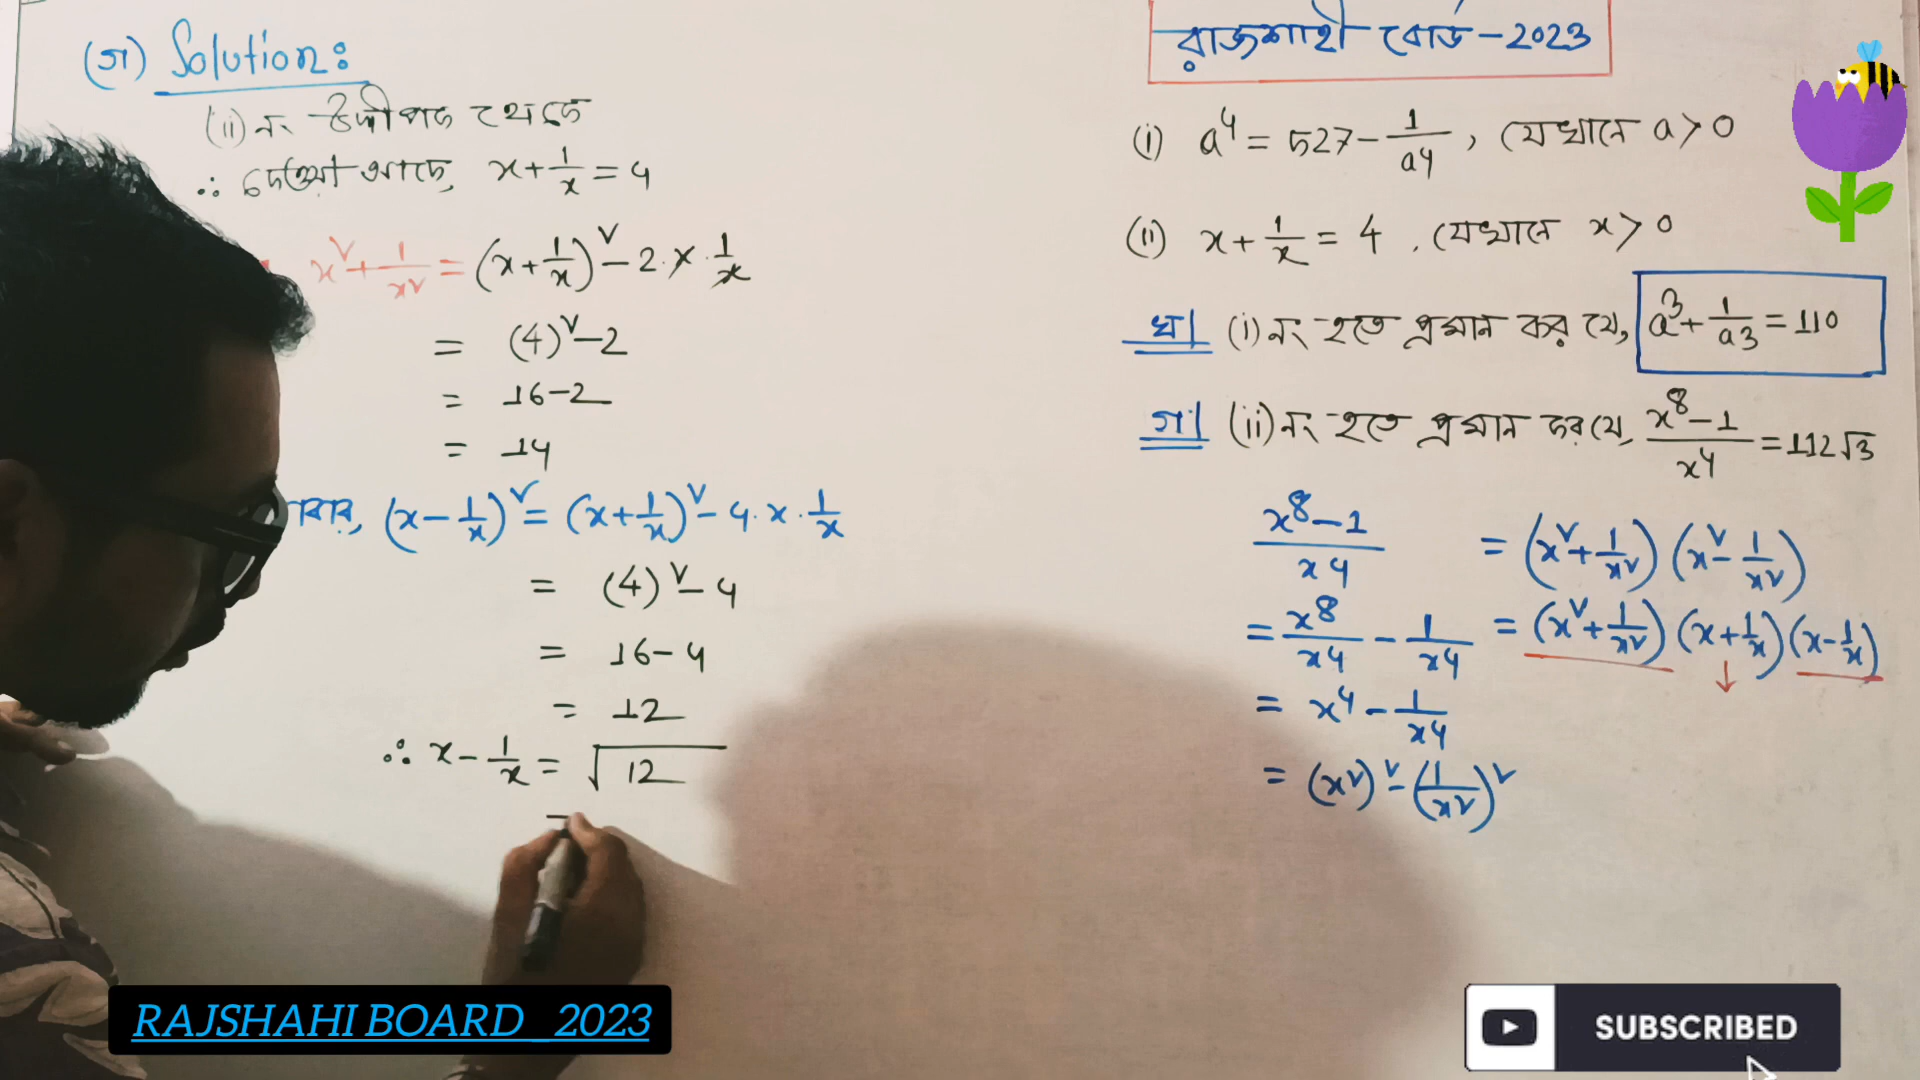 (গ) Solution:
(ii) নং উদ্দীপক থেকে
∴ দেওয়া আছে, x + 1/x = 4
x² + 1/x² = (x + 1/x)² - 2 . x . 1/x
= (4)² - 2
= 16 - 2
= 14
(x - 1/x)² = (x + 1/x)² - 4 . x . 1/x
= (4)² - 4
= 16 - 4
= 12
∴ x - 1/x = √12
=
রাজশাহী বোর্ড - 2023
(i) a⁴ = 527 - 1/a⁴, যেখানে a > 0
(ii) x + 1/x = 4, যেখানে x > 0
খ| (i) নং হতে প্রমান কর যে, a³ + 1/a³ = 110
গ| (ii) নং হতে প্রমান কর যে, x⁸ - 1/x⁴ = 112√3
x⁸ - 1/x⁴
= x⁸/x⁴ - 1/x⁴
= x⁴ - 1/x⁴
= (x²)² - (1/x²)²
= (x² + 1/x²) (x² - 1/x²)
= (x² + 1/x²) (x + 1/x) (x - 1/x)
RAJSHAHI BOARD_2023
SUBSCRIBED